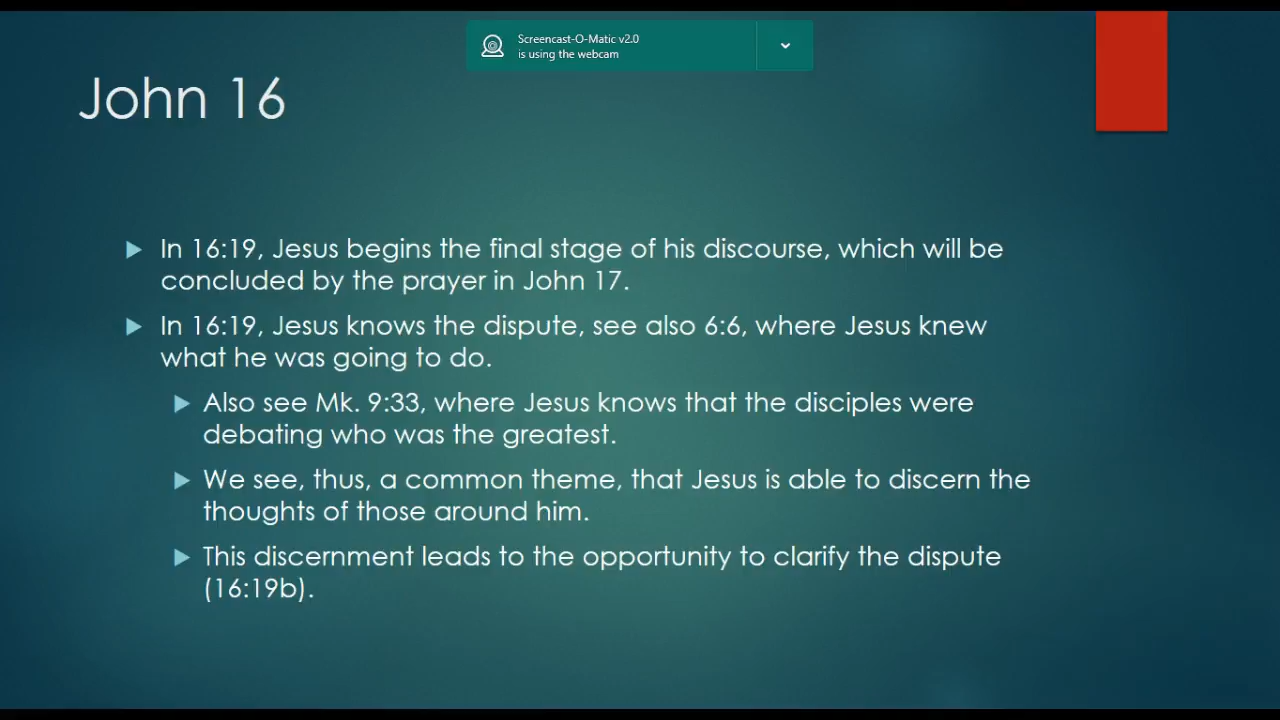 Screencast-O-Matic v2.0
is using the webcam
John 16
In 16:19, Jesus begins the final stage of his discourse, which will be
concluded by the prayer in John 17.
In 16:19, Jesus knows the dispute, see also 6:6, where Jesus knew
what he was going to do.
Also see Mk. 9:33, where Jesus knows that the disciples were
debating who was the greatest.
We see, thus, a common theme, that Jesus is able to discern the
thoughts of those around him.
This discernment leads to the opportunity to clarify the dispute
(16:19b).